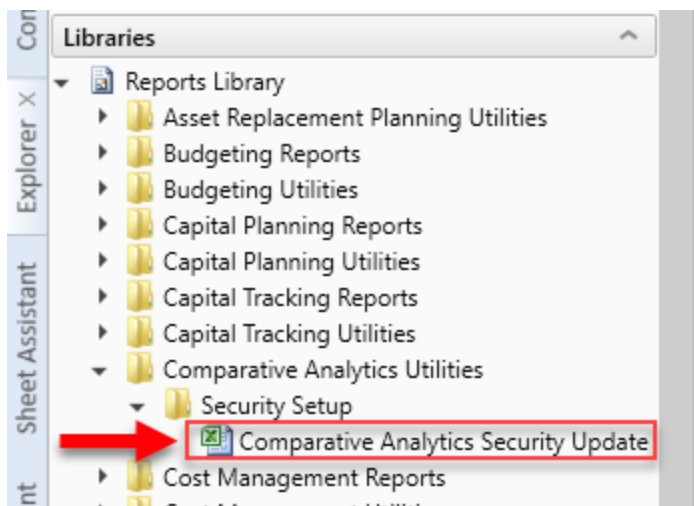 Libraries
Reports Library
Asset Replacement Planning Utilities
Budgeting Reports
Budgeting Utilities
Capital Planning Reports
Capital Planning Utilities
Capital Tracking Reports
Capital Tracking Utilities
Comparative Analytics Utilities
Security Setup
Comparative Analytics Security Update
Cost Management Reports
Explorer
Sheet Assistant